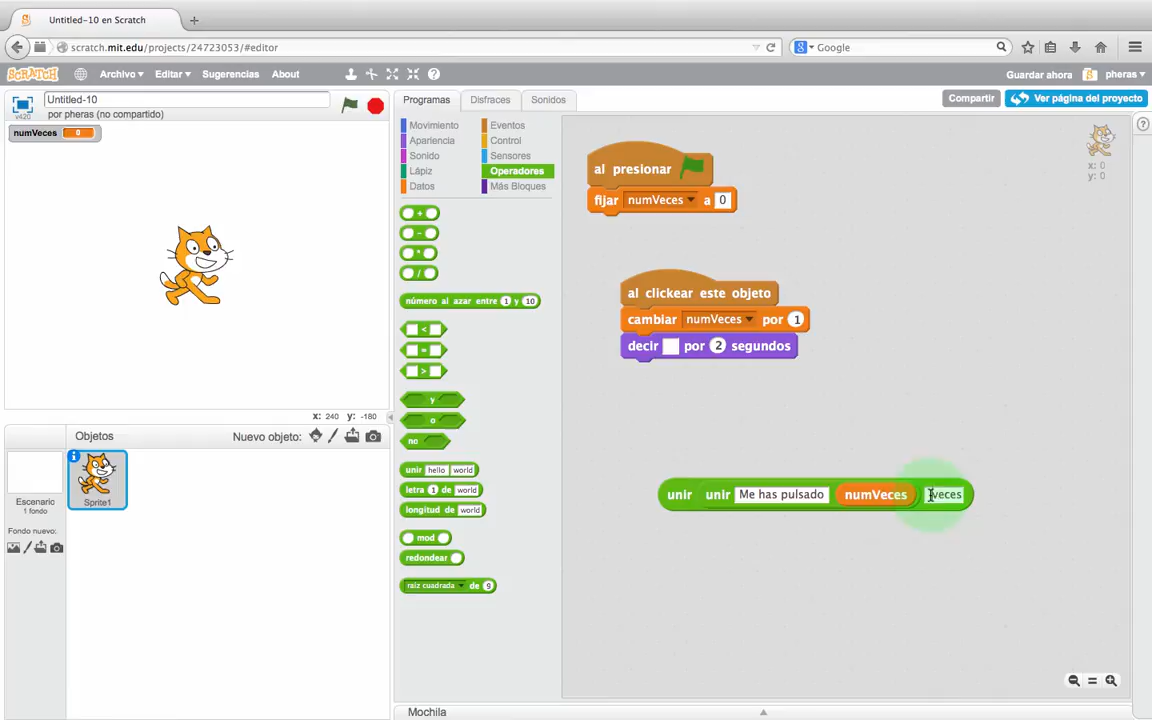 Untitled-10 en Scratch
scratch.mit.edu/projects/24723053/#editor
Google
SCRATCH Archivo Editar Sugerencias About Guardar ahora pheras
Untitled-10
por pheras (no compartido)
v426
Programas Disfraces Sonidos
Compartir Ver página del proyecto
numVeces 0
Movimiento Eventos
Apariencia Control
Sonido Sensores
Lápiz Operadores
Datos Más Bloques
+
-
*
/
número al azar entre 1 y 10
<
=
>
y
o
no
unir hello world
letra 1 de world
longitud de world
mod
redondear
raíz cuadrada de 9
al presionar
fijar numVeces a 0
al clickear este objeto
cambiar numVeces por 1
decir por 2 segundos
unir unir Me has pulsado numVeces veces
x: 0
y: 0
x: 240 y: -180
Objetos Nuevo objeto:
Escenario
1 fondo
Sprite1
Fondo nuevo:
Mochila